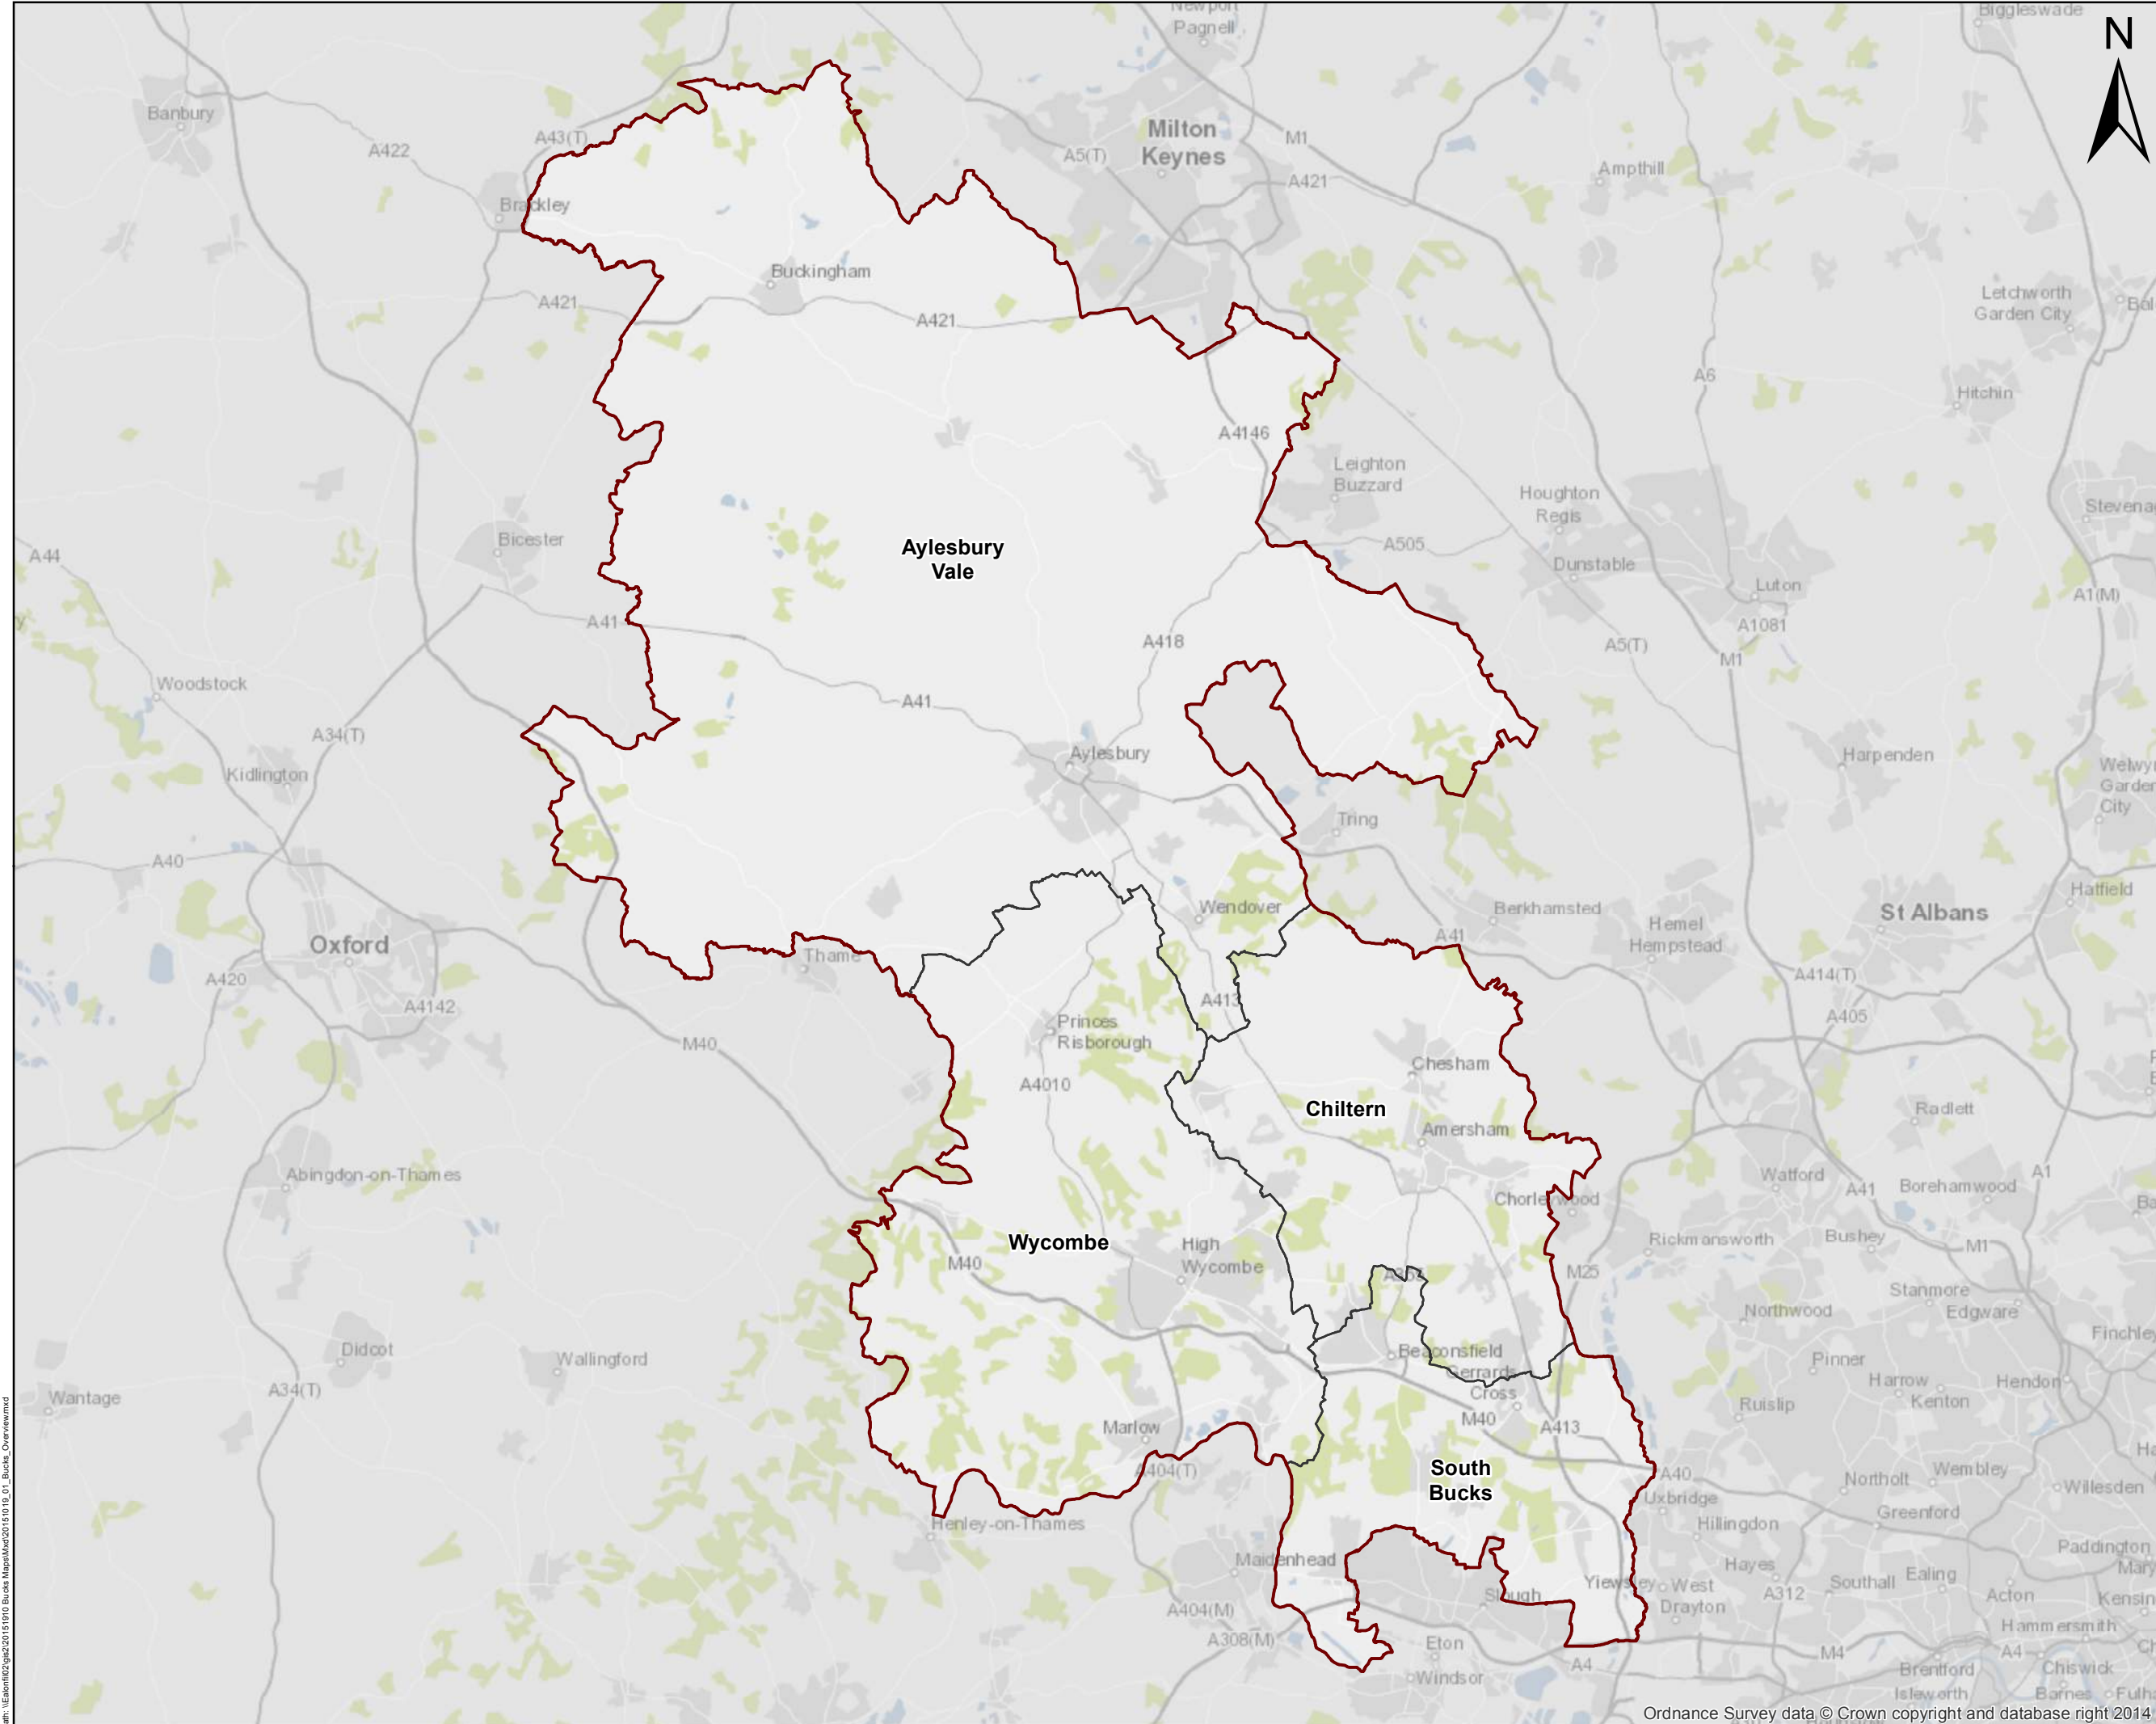 Newport
Pagnell
Biggleswade
N
Banbury
A422
A43(T)
Milton
Keynes
A5(T)
M1
A421
Ampthill
Brackley
Buckingham
A421
A421
Letchworth
Garden City
A6
Hitchin
A4146
Leighton
Buzzard
Houghton
Regis
A44
Bicester
Aylesbury
Vale
A505
Dunstable
Luton
A1(M)
A41
A418
A1081
A5(T)
M1
Woodstock
A34(T)
A41
Aylesbury
Harpenden
Kidlington
Tring
A40
Wendover
Berkhamsted
Hemel
Hempstead
St Albans
Hatfield
Oxford
A41
Thame
A420
A4142
A413
A414(T)
A405
M40
Princes
Risborough
A4010
Chesham
Chiltern
Amersham
Radlett
Abingdon-on-Thames
Watford
A41
Borehamwood
A1
Chorleywood
Wycombe
High
Wycombe
M40
Rickmansworth
Bushey
M1
M25
Stanmore
Edgware
Northwood
Didcot
Wallingford
Beaconsfield
Gerrards
Cross
Pinner
Harrow
Kenton
Hendon
Wantage
A34(T)
Ruislip
Marlow
M40
A413
A404(T)
South
Bucks
A40
Northolt
Wembley
Willesden
Uxbridge
Greenford
Henley-on-Thames
Hillingdon
Maidenhead
Hayes
Paddington
Slough
Yiewsley
West
Drayton
A312
Southall
Ealing
Acton
A404(M)
A308(M)
Hammersmith
Eton
Windsor
A4
M4
A4
Brentford
Chiswick
Isleworth
Barnes
Ordnance Survey data © Crown copyright and database right 2014